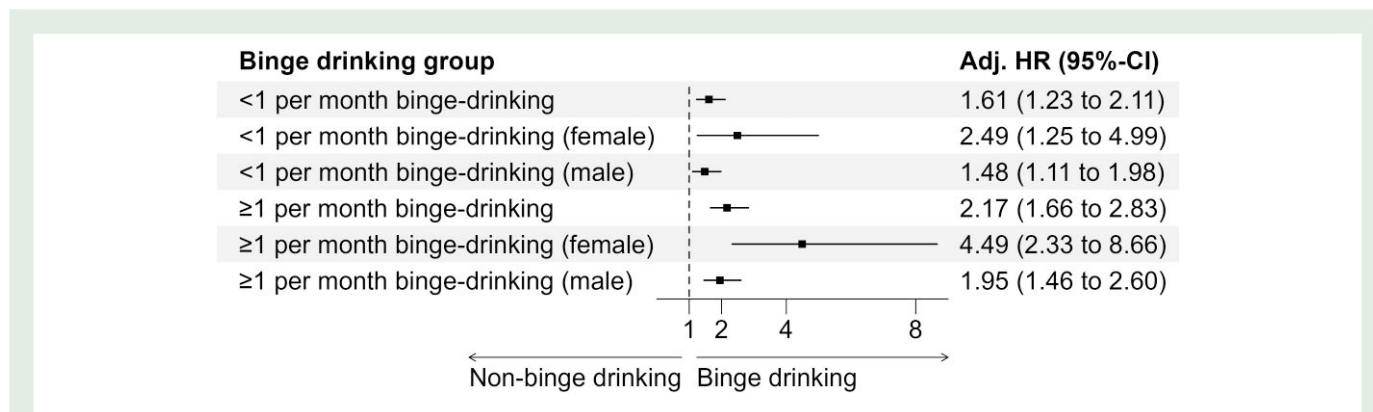 Binge drinking group Adj. HR (95%-CI)
<1 per month binge-drinking 1.61 (1.23 to 2.11)
<1 per month binge-drinking (female) 2.49 (1.25 to 4.99)
<1 per month binge-drinking (male) 1.48 (1.11 to 1.98)
≥1 per month binge-drinking 2.17 (1.66 to 2.83)
≥1 per month binge-drinking (female) 4.49 (2.33 to 8.66)
≥1 per month binge-drinking (male) 1.95 (1.46 to 2.60)
1 2 4 8
Non-binge drinking Binge drinking